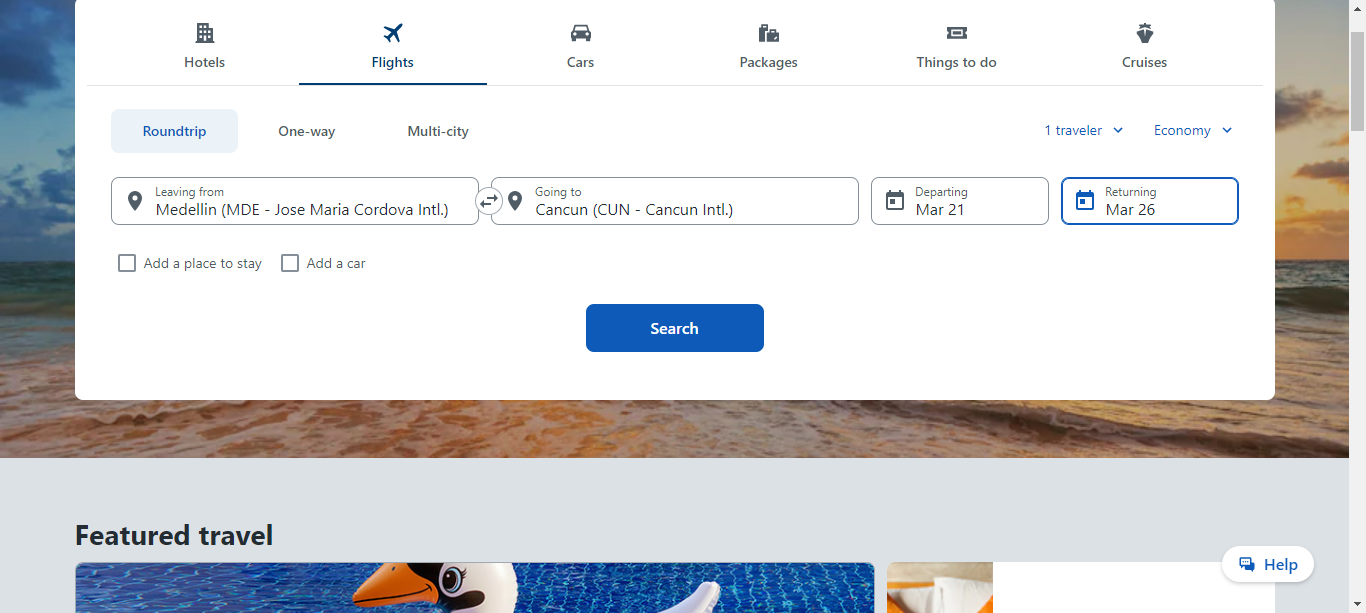 Hotels
Flights
Cars
Packages
Things to do
Cruises
Roundtrip
One-way
Multi-city
1 traveler
Economy
Leaving from
Medellin (MDE - Jose Maria Cordova Intl.)
Going to
Cancun (CUN - Cancun Intl.)
Departing
Mar 21
Returning
Mar 26
Add a place to stay
Add a car
Search
Featured travel
Help